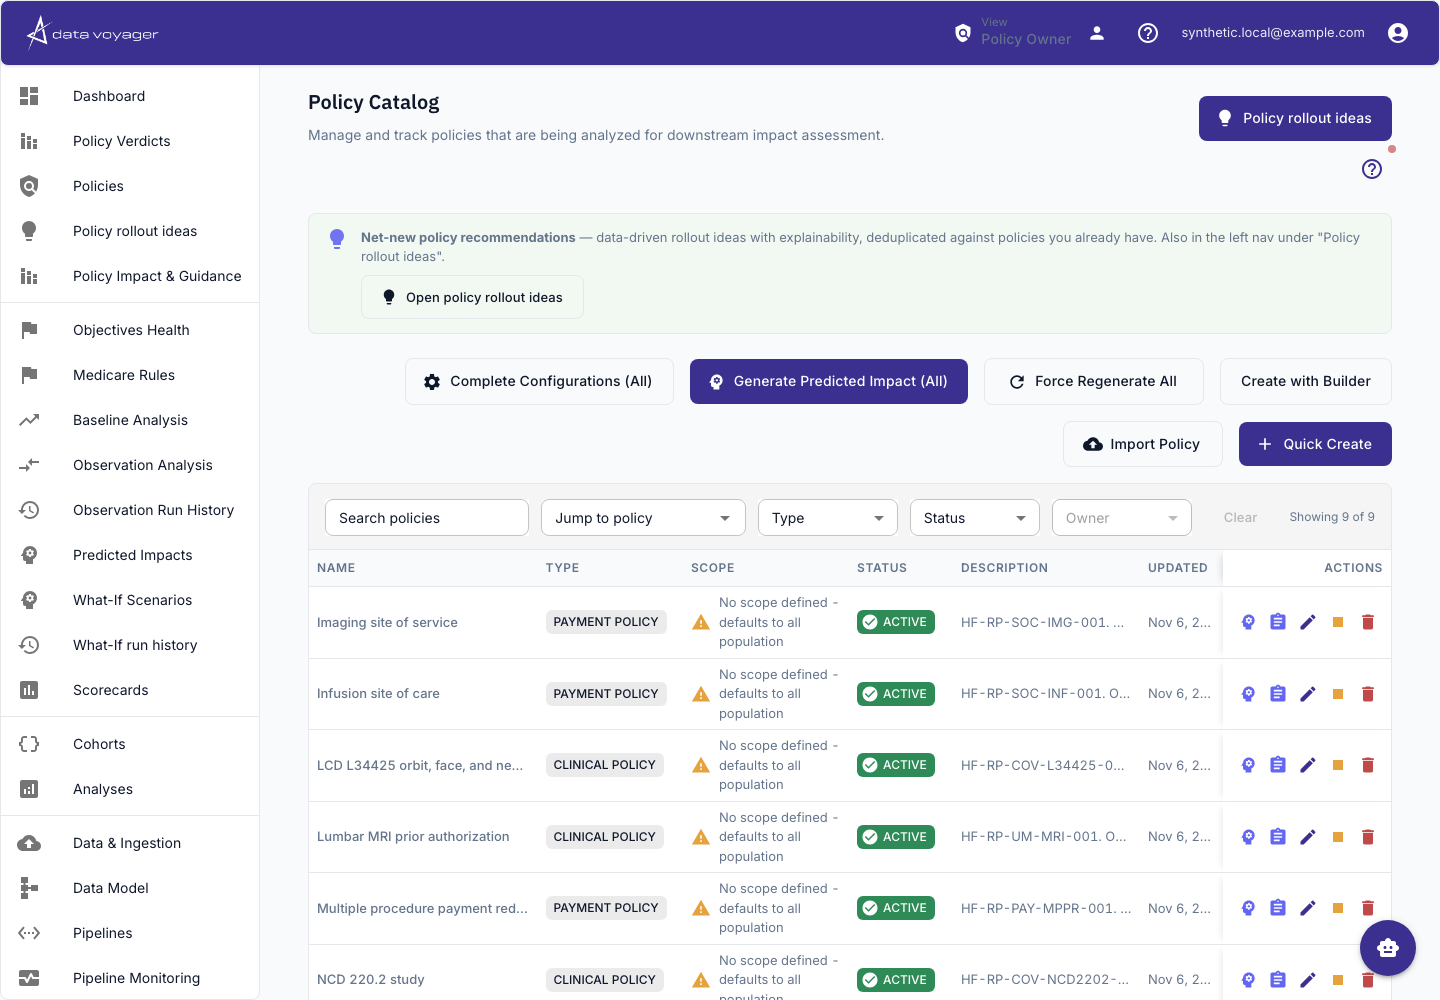 data voyager
View
Policy Owner
synthetic.local@example.com
Dashboard
Policy Verdicts
Policies
Policy rollout ideas
Policy Impact & Guidance
Objectives Health
Medicare Rules
Baseline Analysis
Observation Analysis
Observation Run History
Predicted Impacts
What-If Scenarios
What-If run history
Scorecards
Cohorts
Analyses
Data & Ingestion
Data Model
Pipelines
Pipeline Monitoring
Policy Catalog
Manage and track policies that are being analyzed for downstream impact assessment.
Policy rollout ideas
Net-new policy recommendations — data-driven rollout ideas with explainability, deduplicated against policies you already have. Also in the left nav under "Policy
rollout ideas".
Open policy rollout ideas
Complete Configurations (All)
Generate Predicted Impact (All)
Force Regenerate All
Create with Builder
Import Policy
Quick Create
Search policies
Jump to policy
Type
Status
Owner
Clear
Showing 9 of 9
NAME TYPE SCOPE STATUS DESCRIPTION UPDATED ACTIONS
Imaging site of service PAYMENT POLICY No scope defined -
defaults to all
population ACTIVE HF-RP-SOC-IMG-001. ... Nov 6, 2...
Infusion site of care PAYMENT POLICY No scope defined -
defaults to all
population ACTIVE HF-RP-SOC-INF-001. O... Nov 6, 2...
LCD L34425 orbit, face, and ne... CLINICAL POLICY No scope defined -
defaults to all
population ACTIVE HF-RP-COV-L34425-0... Nov 6, 2...
Lumbar MRI prior authorization CLINICAL POLICY No scope defined -
defaults to all
population ACTIVE HF-RP-UM-MRI-001. O... Nov 6, 2...
Multiple procedure payment red... PAYMENT POLICY No scope defined -
defaults to all
population ACTIVE HF-RP-PAY-MPPR-001. ... Nov 6, 2...
NCD 220.2 study CLINICAL POLICY No scope defined -
defaults to all
population ACTIVE HF-RP-COV-NCD2202-... Nov 6, 2...